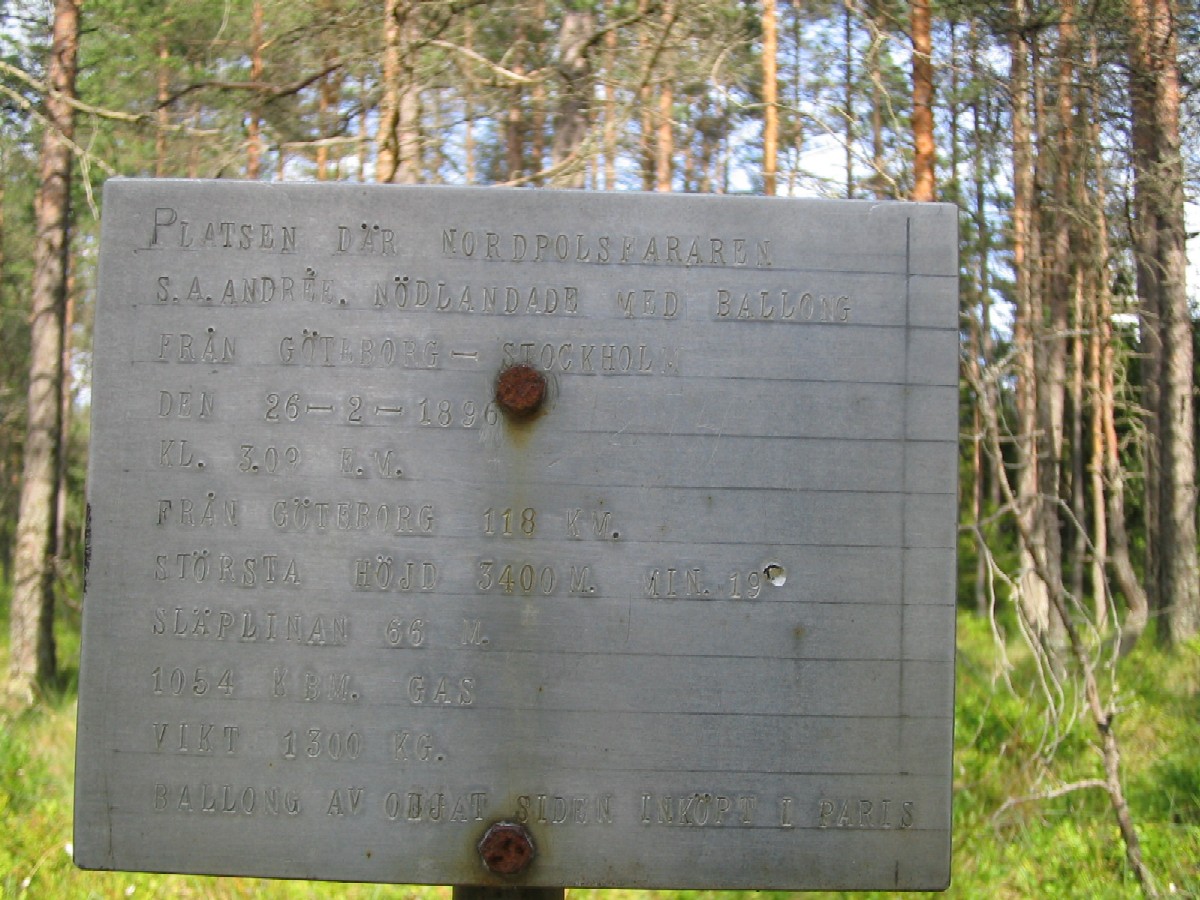 PLATSEN DÄR NORDPOLSFARAREN
S.A. ANDRÉE. NÖDLANDADE MED BALLONG
FRÅN GÖTEBORG – STOCKHOLM
DEN 26 – 2 – 1896
KL. 3.09 E.M.
FRÅN GÖTEBORG 118 KM.
STÖRSTA HÖJD 3400 M. MIN. 19°
SLÄPLINAN 66 M.
1054 KBM. GAS
VIKT 1300 KG.
BALLONG AV OLJAT SIDEN INKÖPT I PARIS